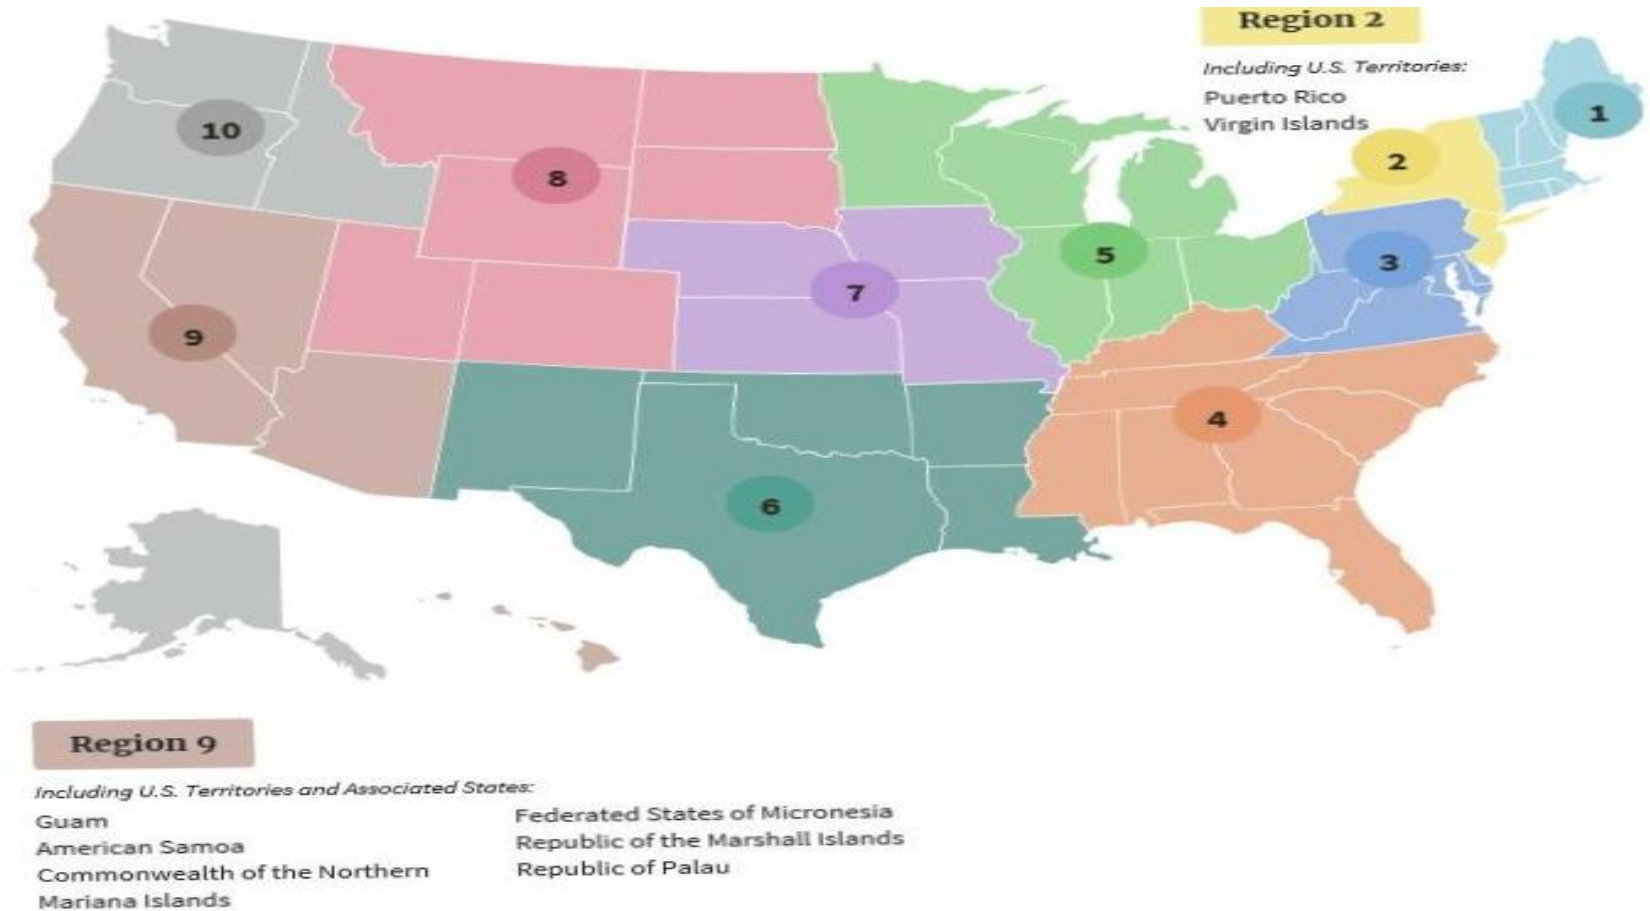 Region 2
Including U.S. Territories:
Puerto Rico
Virgin Islands
1
2
3
4
5
6
7
8
9
10
Region 9
Including U.S. Territories and Associated States:
Guam
American Samoa
Commonwealth of the Northern
Mariana Islands
Federated States of Micronesia
Republic of the Marshall Islands
Republic of Palau